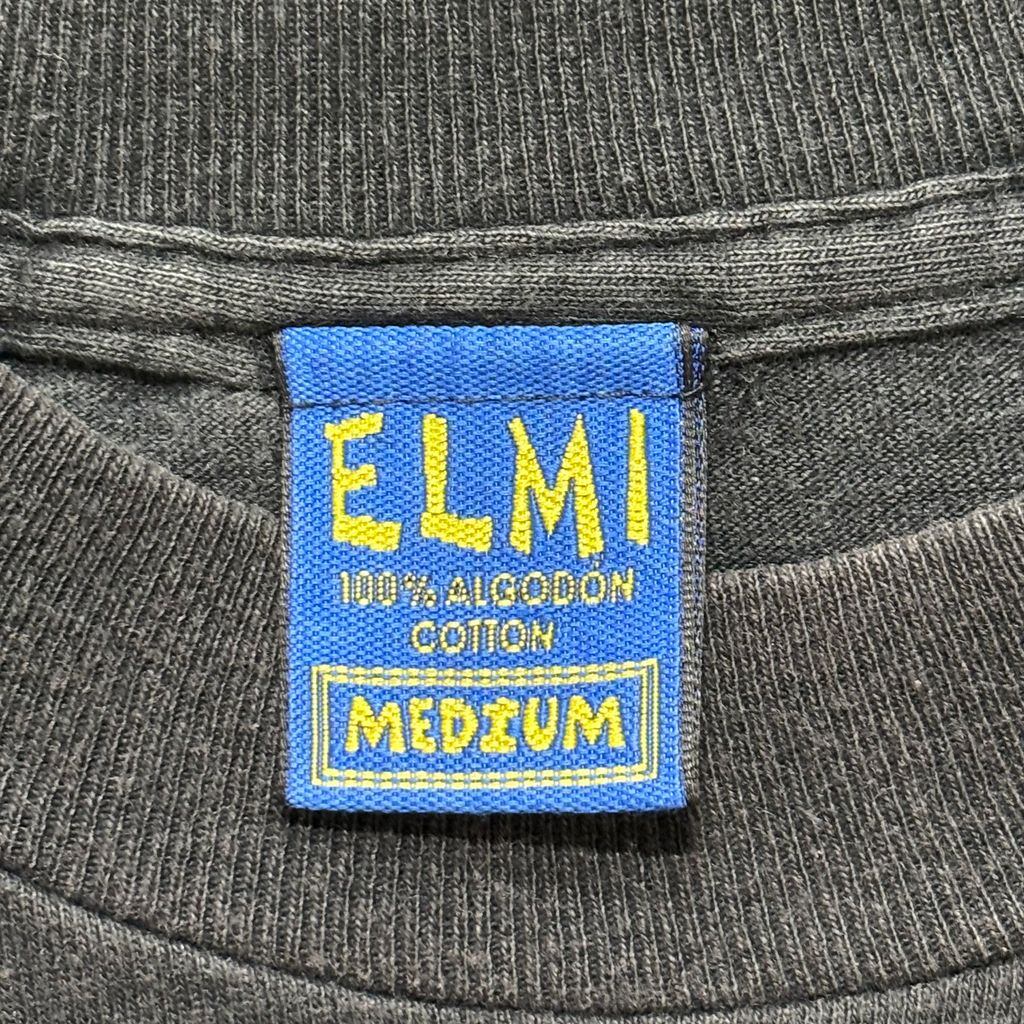 ELMI
100% ALGODÓN
COTTON
MEDIUM